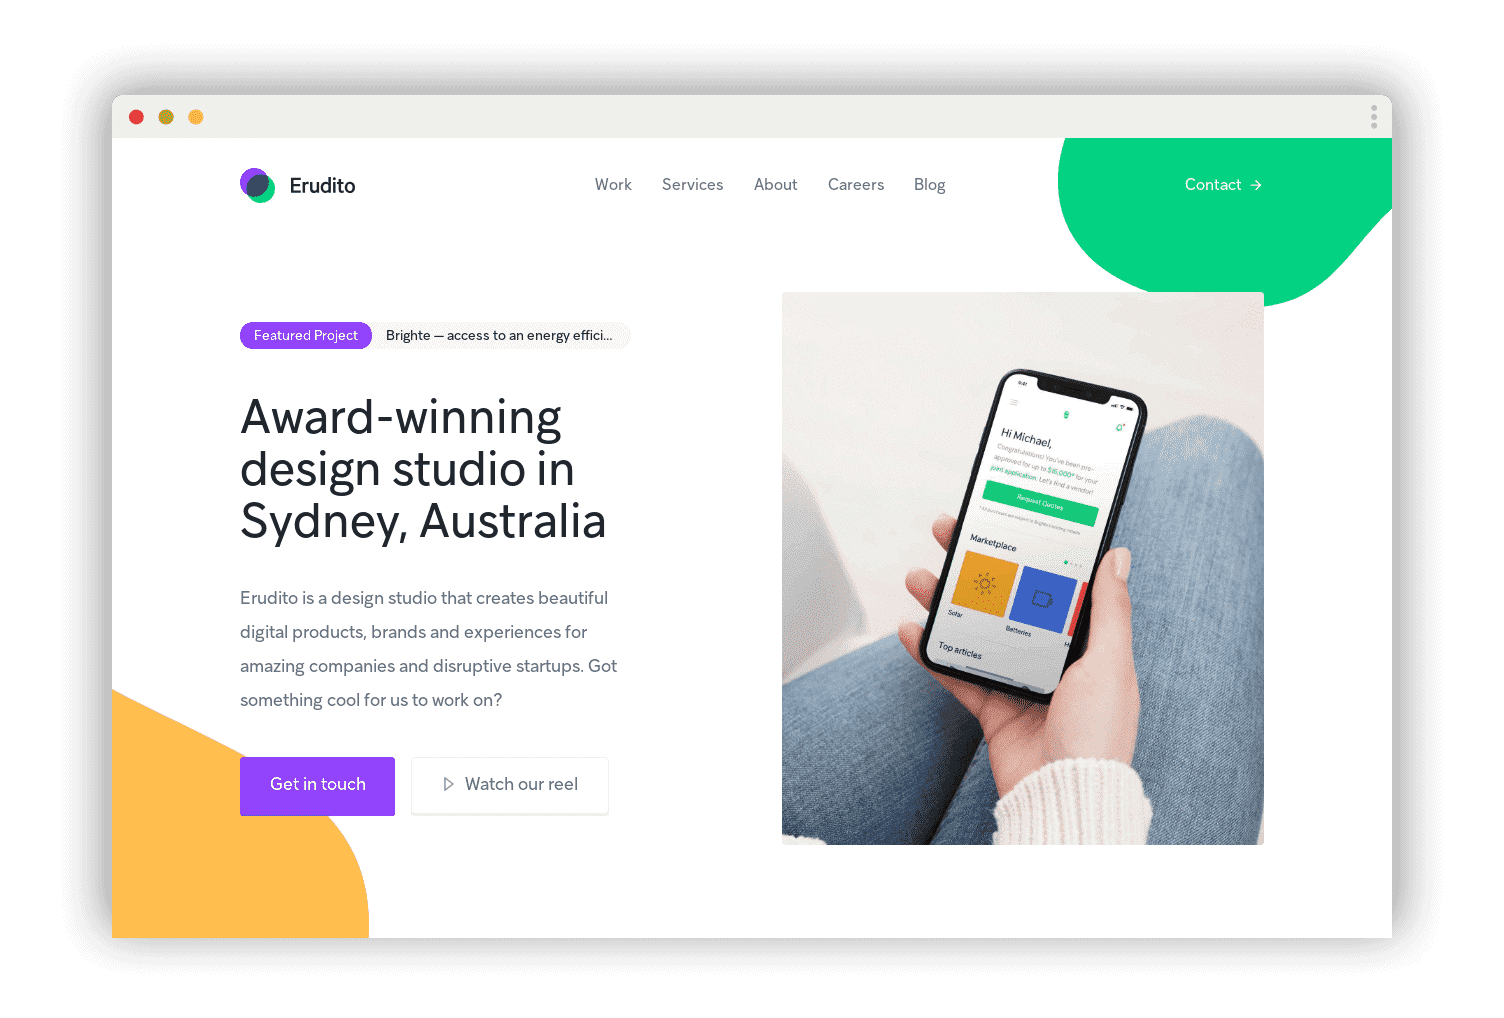 Erudito
Work Services About Careers Blog
Contact →
Featured Project Brighte — access to an energy effici...
Award-winning
design studio in
Sydney, Australia
Erudito is a design studio that creates beautiful
digital products, brands and experiences for
amazing companies and disruptive startups. Got
something cool for us to work on?
Get in touch Watch our reel
9:41
Hi Michael,
Congratulations! You've been pre-
approved for up to $15,000* for your
joint application. Let's find a vendor!
Request Quotes
Marketplace
Solar
Batteries
Top articles